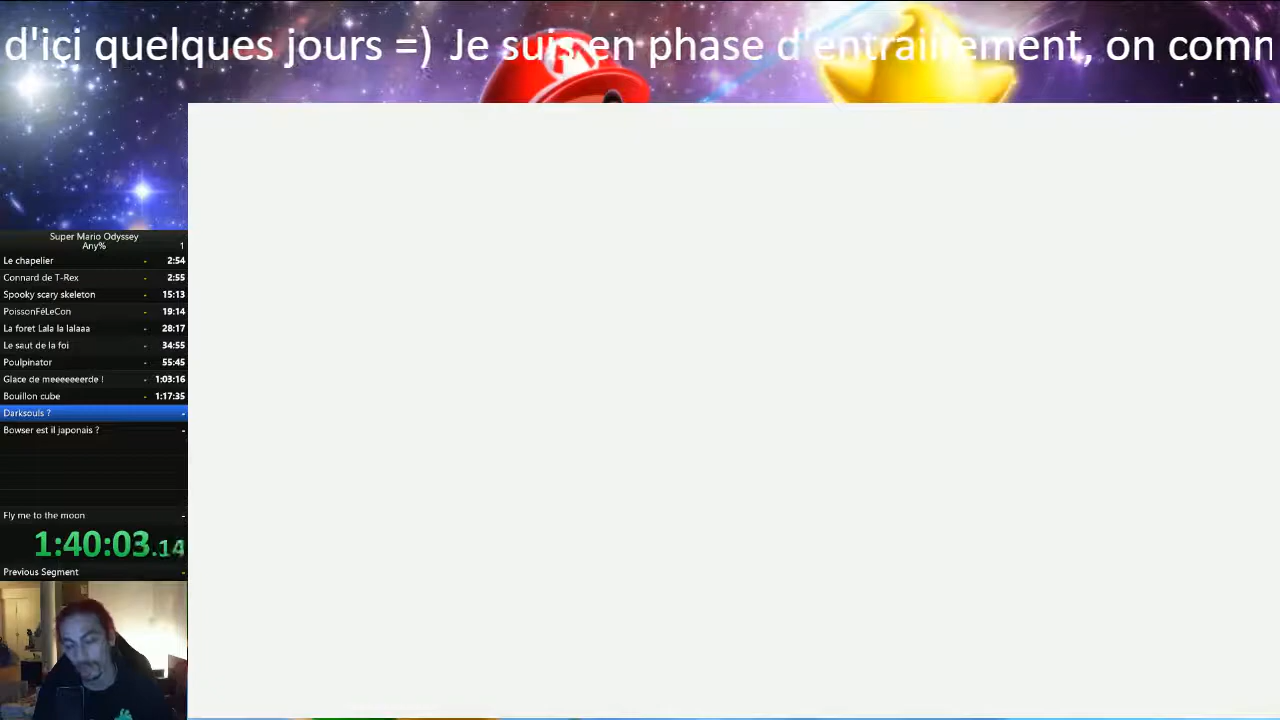 d'içi quelques jours =) Je suis en phase d'entraînement, on comm
Super Mario Odyssey
Any% 1
Le chapelier - 2:54
Connard de T-Rex - 2:55
Spooky scary skeleton - 15:13
PoissonFéLeCon - 19:14
La foret Lala la lalaaa - 28:17
Le saut de la foi - 34:55
Poulpinator - 55:45
Glace de meeeeeeerde ! - 1:03:16
Bouillon cube - 1:17:35
Darksouls ? -
Bowser est il japonais ? -
Fly me to the moon -
1:40:03.14
Previous Segment -